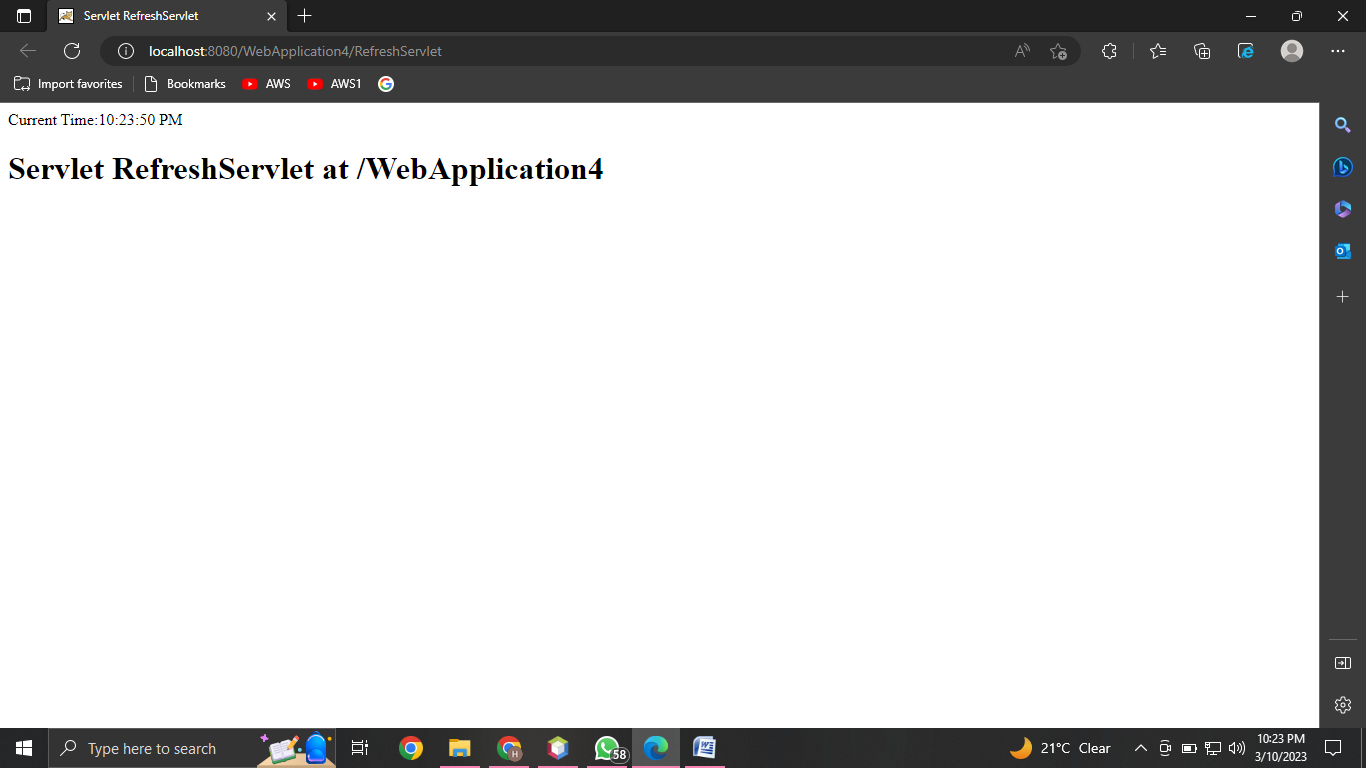 Servlet RefreshServlet
localhost:8080/WebApplication4/RefreshServlet
Import favorites
Bookmarks
AWS
AWS1
Current Time:10:23:50 PM
Servlet RefreshServlet at /WebApplication4
Type here to search
H
58
21°C Clear
10:23 PM
3/10/2023